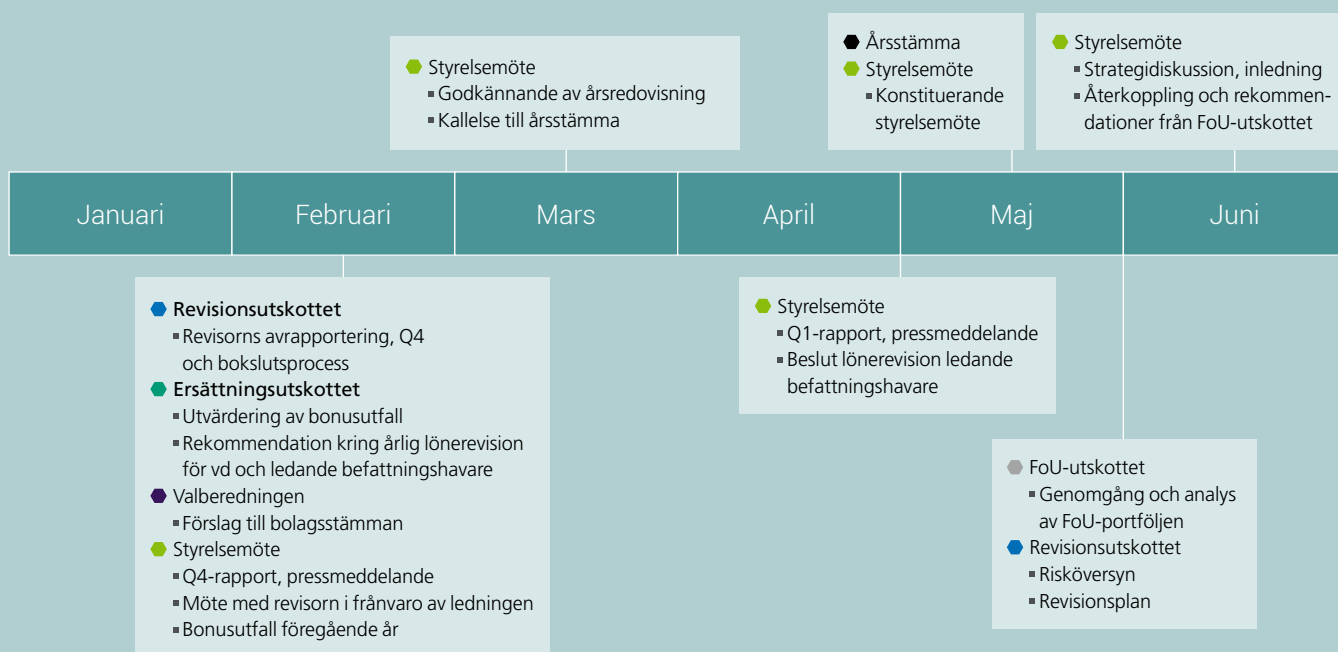 Styrelsemöte
Godkännande av årsredovisning
Kallelse till årsstämma
Årsstämma
Styrelsemöte
Konstituerande
styrelsemöte
Styrelsemöte
Strategidiskussion, inledning
Återkoppling och rekommen-
dationer från FoU-utskottet
Januari
Februari
Mars
April
Maj
Juni
Revisionsutskottet
Revisorns avrapportering, Q4
och bokslutsprocess
Ersättningsutskottet
Utvärdering av bonusutfall
Rekommendation kring årlig lönerevision
för vd och ledande befattningshavare
Valberedningen
Förslag till bolagsstämman
Styrelsemöte
Q4-rapport, pressmeddelande
Möte med revisorn i frånvaro av ledningen
Bonusutfall föregående år
Styrelsemöte
Q1-rapport, pressmeddelande
Beslut lönerevision ledande
befattningshavare
FoU-utskottet
Genomgång och analys
av FoU-portföljen
Revisionsutskottet
Risköversyn
Revisionsplan